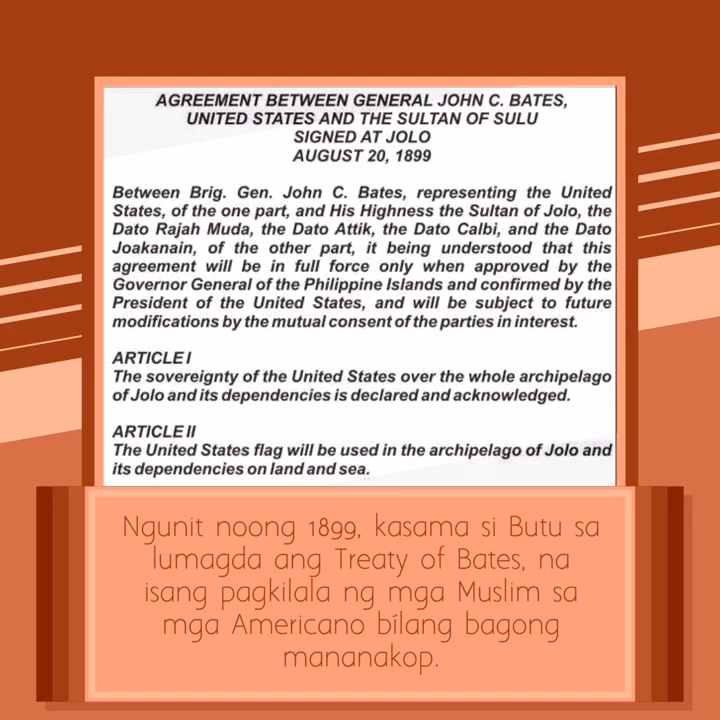 AGREEMENT BETWEEN GENERAL JOHN C. BATES,
UNITED STATES AND THE SULTAN OF SULU
SIGNED AT JOLO
AUGUST 20, 1899
Between Brig. Gen. John C. Bates, representing the United
States, of the one part, and His Highness the Sultan of Jolo, the
Dato Rajah Muda, the Dato Attik, the Dato Calbi, and the Dato
Joakanain, of the other part, it being understood that this
agreement will be in full force only when approved by the
Governor General of the Philippine Islands and confirmed by the
President of the United States, and will be subject to future
modifications by the mutual consent of the parties in interest.
ARTICLE I
The sovereignty of the United States over the whole archipelago
of Jolo and its dependencies is declared and acknowledged.
ARTICLE II
The United States flag will be used in the archipelago of Jolo and
its dependencies on land and sea.
Ngunit noong 1899, kasama si Butu sa
lumagda ang Treaty of Bates, na
isang pagkilala ng mga Muslim sa
mga Americano bílang bagong
mananakop.